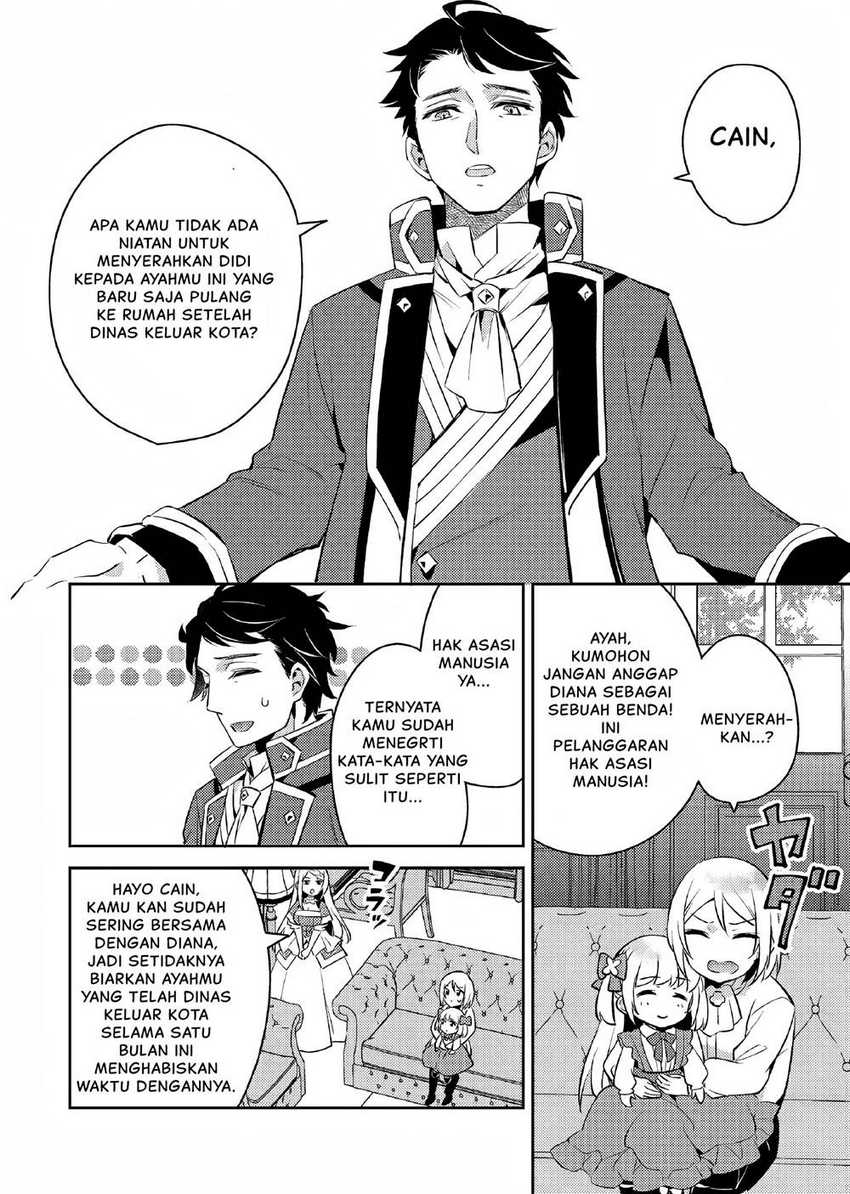 CAIN,
APA KAMU TIDAK ADA
NIATAN UNTUK
MENYERAHKAN DIDI
KEPADA AYAHMU INI YANG
BARU SAJA PULANG
KE RUMAH SETELAH
DINAS KELUAR KOTA?
MENYERAH-
KAN...?
AYAH,
KUMOHON
JANGAN ANGGAP
DIANA SEBAGAI
SEBUAH BENDA!
INI
PELANGGARAN
HAK ASASI
MANUSIA!
ヤダ
HAK ASASI
MANUSIA
YA...
TERNYATA
KAMU SUDAH
MENEGRTI
KATA-KATA YANG
SULIT SEPERTI
ITU...
コラッ
HAYO CAIN,
KAMU KAN SUDAH
SERING BERSAMA
DENGAN DIANA,
JADI SETIDAKNYA
BIARKAN AYAHMU
YANG TELAH DINAS
KELUAR KOTA
SELAMA SATU
BULAN INI
MENGHABISKAN
WAKTU DENGANNYA.